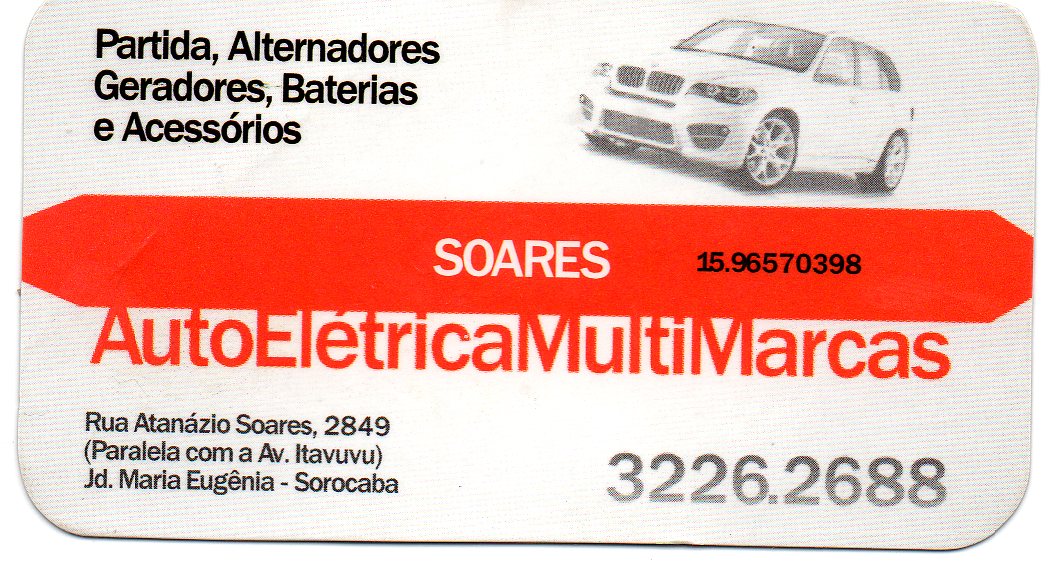 Partida, Alternadores
Geradores, Baterias
e Acessórios
SOARES 15.96570398
AutoElétricaMultiMarcas
Rua Atanázio Soares, 2849
(Paralela com a Av. Itavuvu)
Jd. Maria Eugênia - Sorocaba
3226.2688